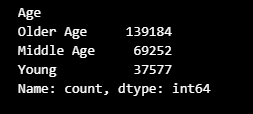 Age
Older Age     139184
Middle Age     69252
Young          37577
Name: count, dtype: int64